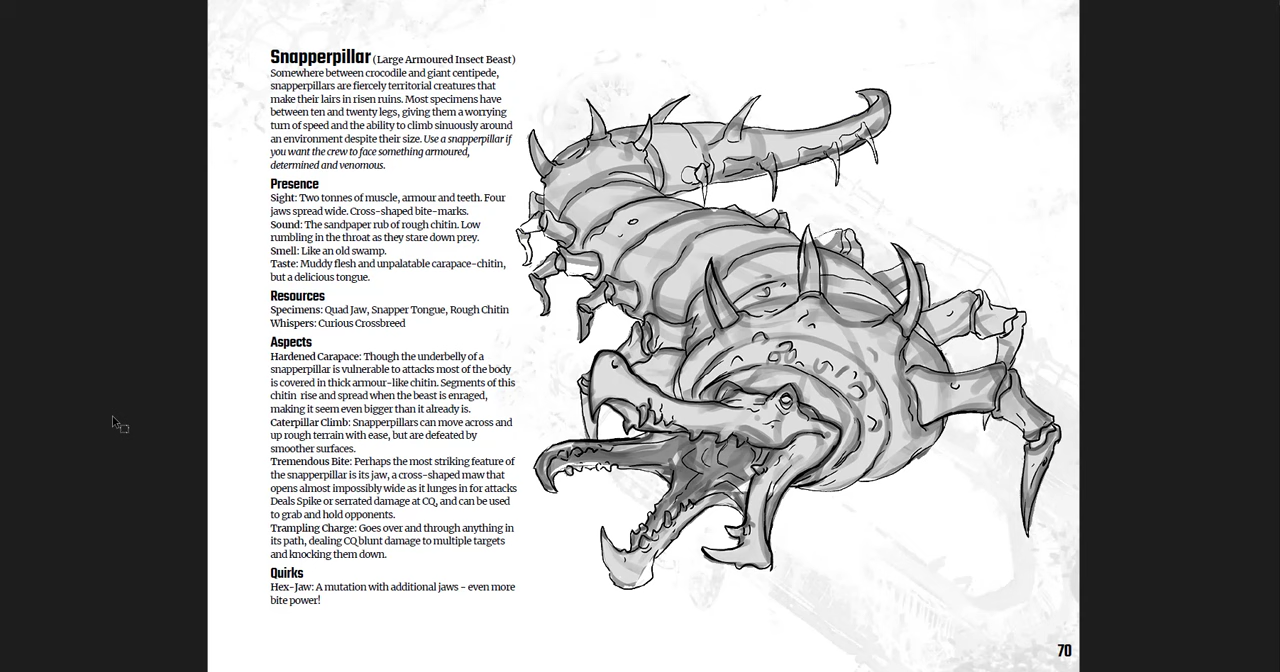 Snapperpillar (Large Armoured Insect Beast)
Somewhere between crocodile and giant centipede,
snapperpillars are fiercely territorial creatures that
make their lairs in risen ruins. Most specimens have
between ten and twenty legs, giving them a worrying
turn of speed and the ability to climb sinuously around
an environment despite their size. Use a snapperpillar if
you want the crew to face something armoured,
determined and venomous.
Presence
Sight: Two tonnes of muscle, armour and teeth. Four
jaws spread wide. Cross-shaped bite-marks.
Sound: The sandpaper rub of rough chitin. Low
rumbling in the throat as they stare down prey.
Smell: Like an old swamp.
Taste: Muddy flesh and unpalatable carapace-chitin,
but a delicious tongue.
Resources
Specimens: Quad Jaw, Snapper Tongue, Rough Chitin
Whispers: Curious Crossbreed
Aspects
Hardened Carapace: Though the underbelly of a
snapperpillar is vulnerable to attacks most of the body
is covered in thick armour-like chitin. Segments of this
chitin rise and spread when the beast is enraged,
making it seem even bigger than it already is.
Caterpillar Climb: Snapperpillars can move across and
up rough terrain with ease, but are defeated by
smoother surfaces.
Tremendous Bite: Perhaps the most striking feature of
the snapperpillar is its jaw, a cross-shaped maw that
opens almost impossibly wide as it lunges in for attacks
Deals Spike or serrated damage at CQ, and can be used
to grab and hold opponents.
Trampling Charge: Goes over and through anything in
its path, dealing CQ blunt damage to multiple targets
and knocking them down.
Quirks
Hex-Jaw: A mutation with additional jaws - even more
bite power!
70